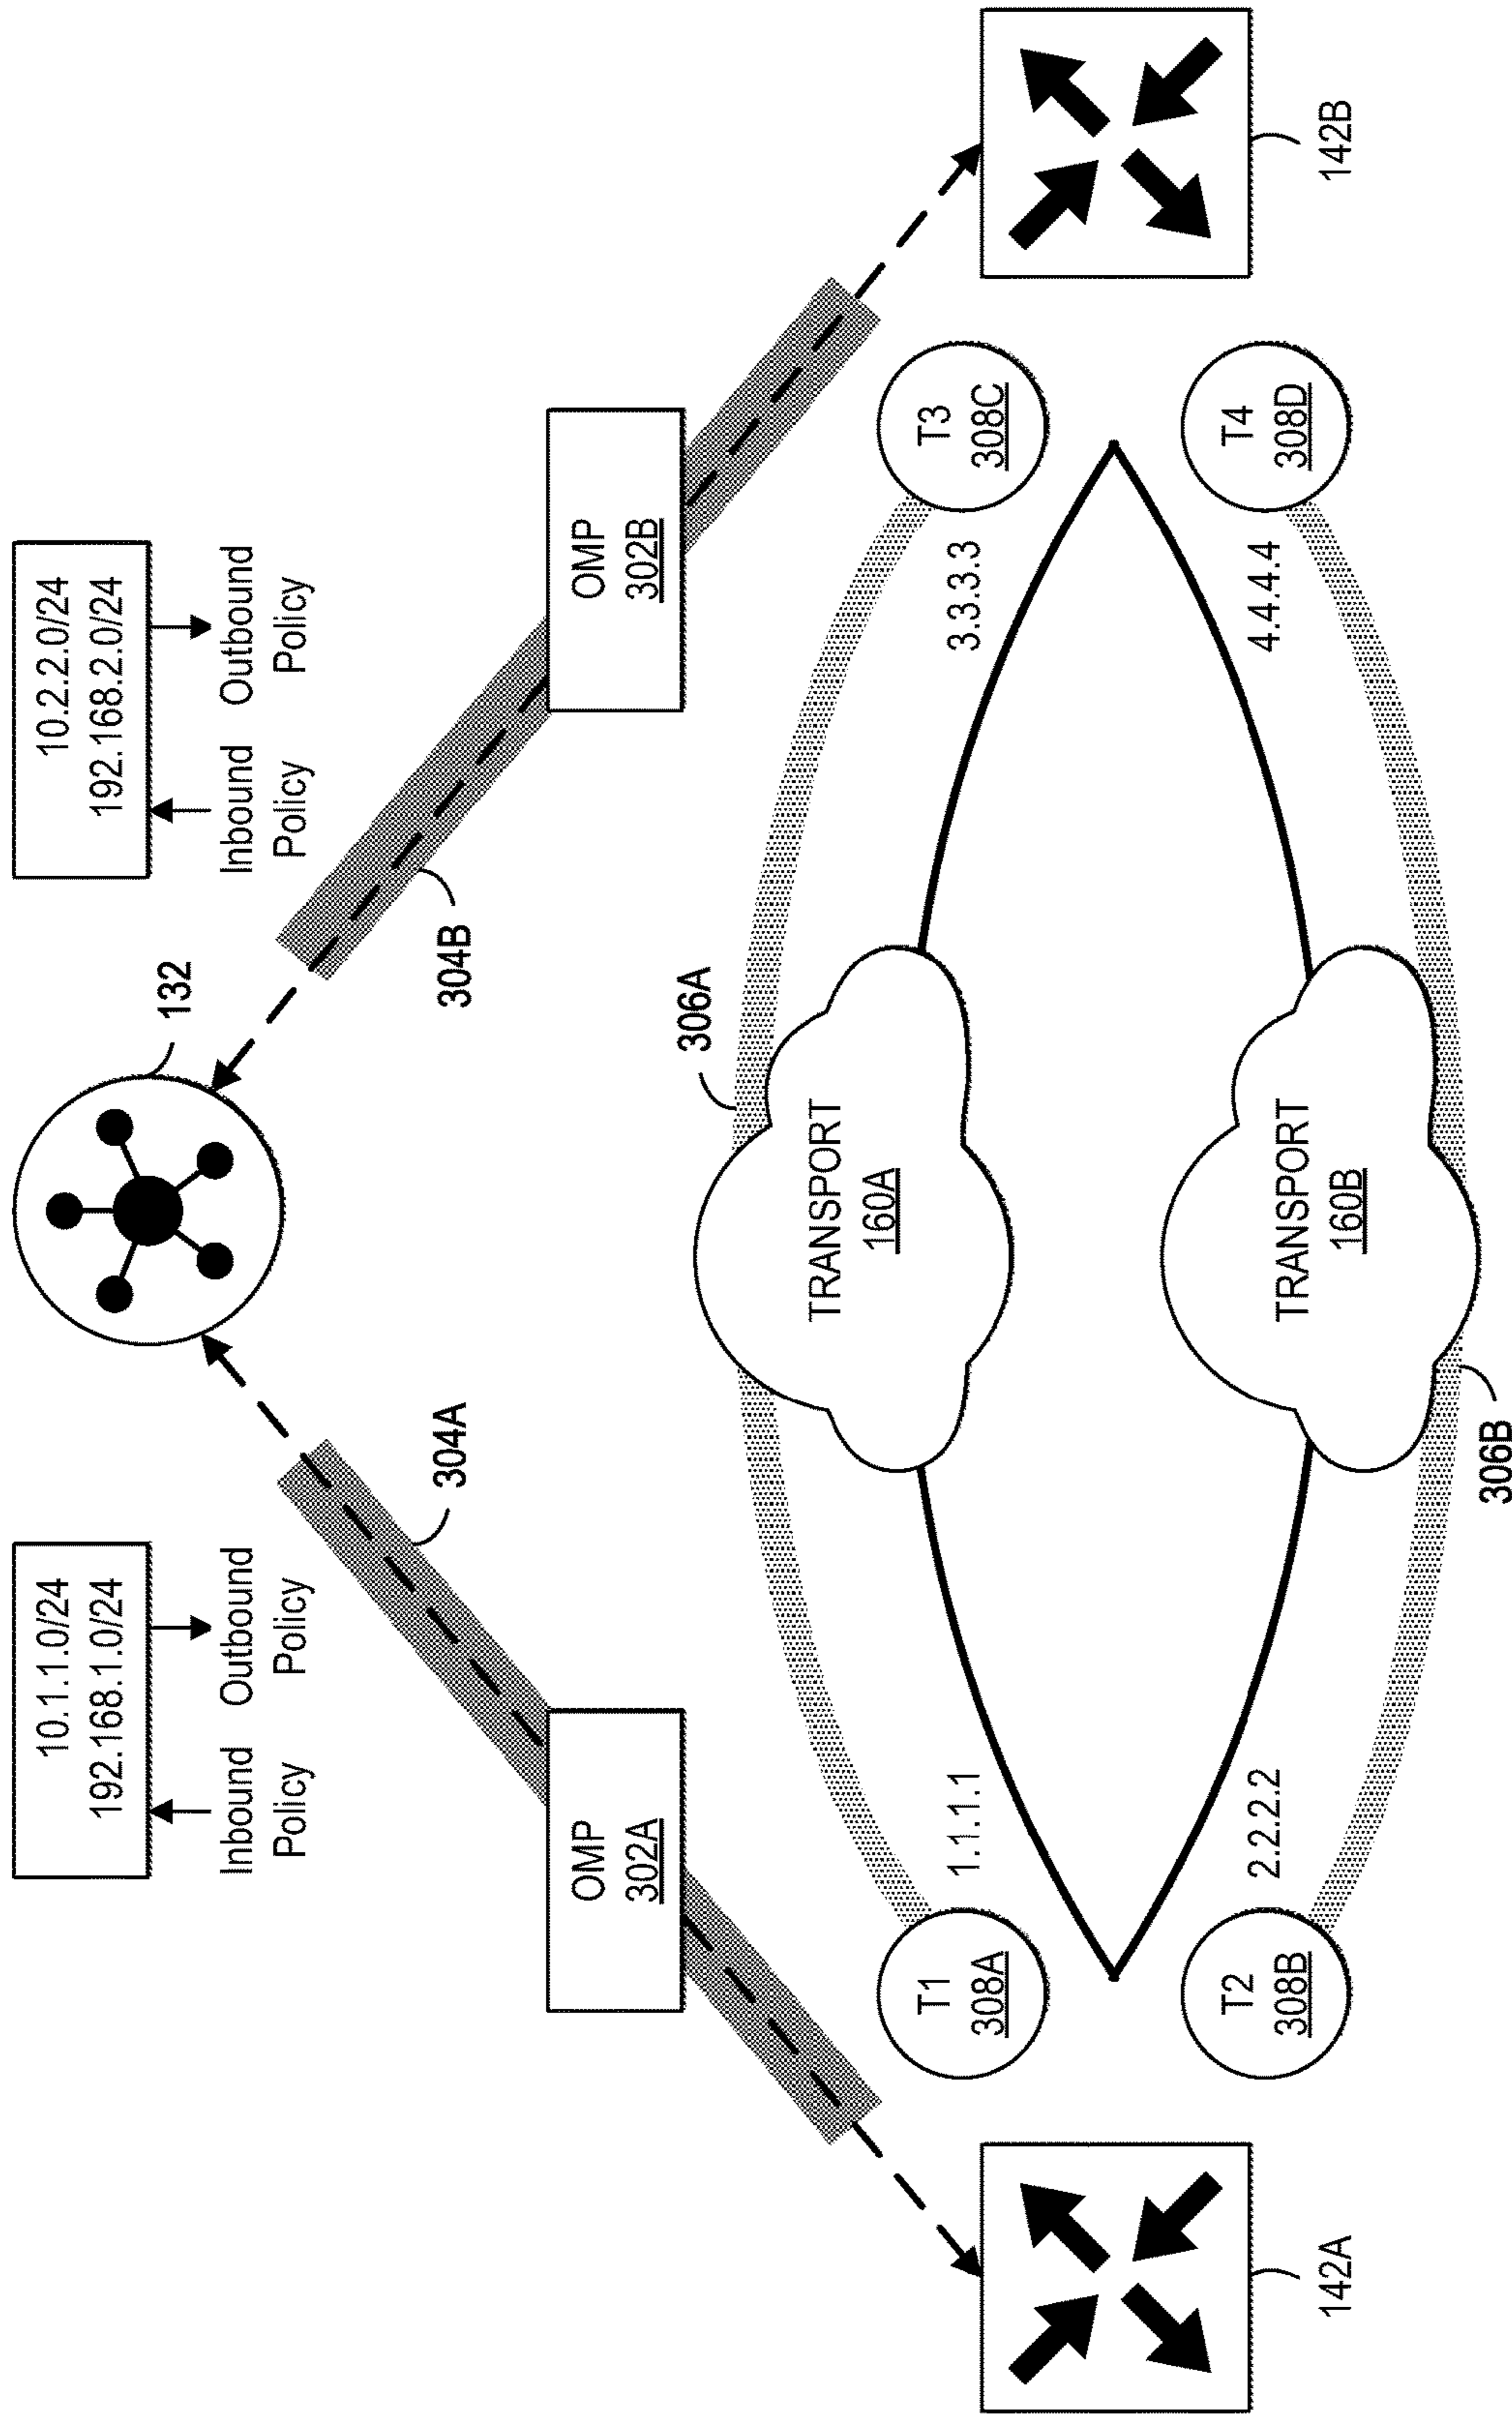 10.1.1.0/24
192.168.1.0/24
Inbound
Policy
Outbound
Policy
132
10.2.2.0/24
192.168.2.0/24
Inbound
Policy
Outbound
Policy
304A
304B
OMP
302A
OMP
302B
306A
T1
308A
1.1.1.1
TRANSPORT
160A
3.3.3.3
T3
308C
142A
T2
308B
2.2.2.2
TRANSPORT
160B
4.4.4.4
T4
308D
142B
306B